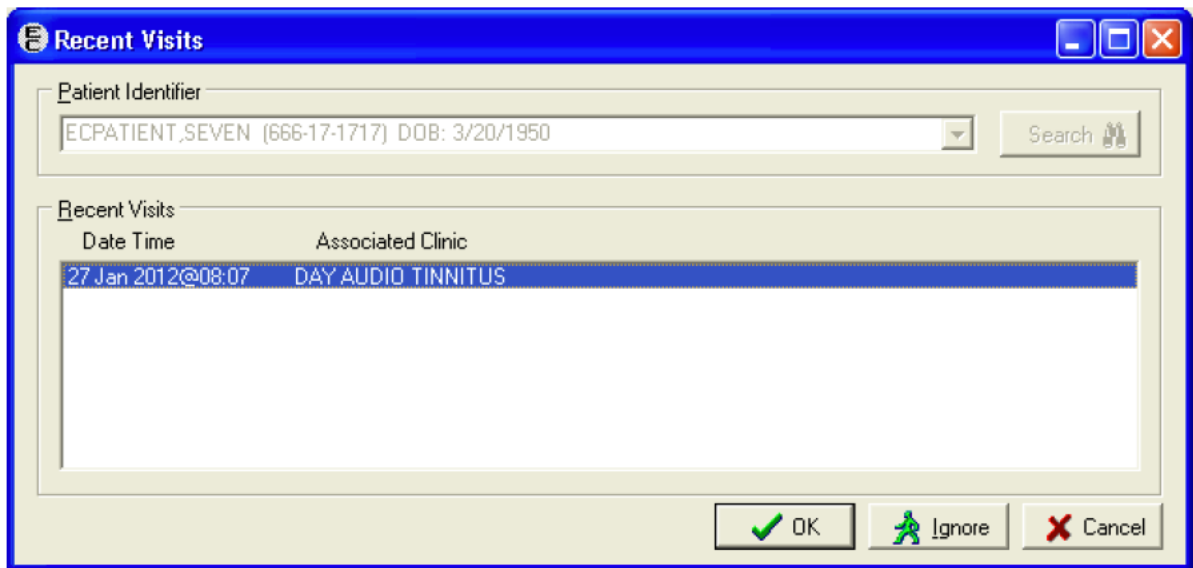 Recent Visits
Patient Identifier
ECPATIENT,SEVEN (666-17-1717) DOB: 3/20/1950
Search
Recent Visits
Date Time Associated Clinic
27 Jan 2012@08:07 DAY AUDIO TINNITUS
OK Ignore Cancel